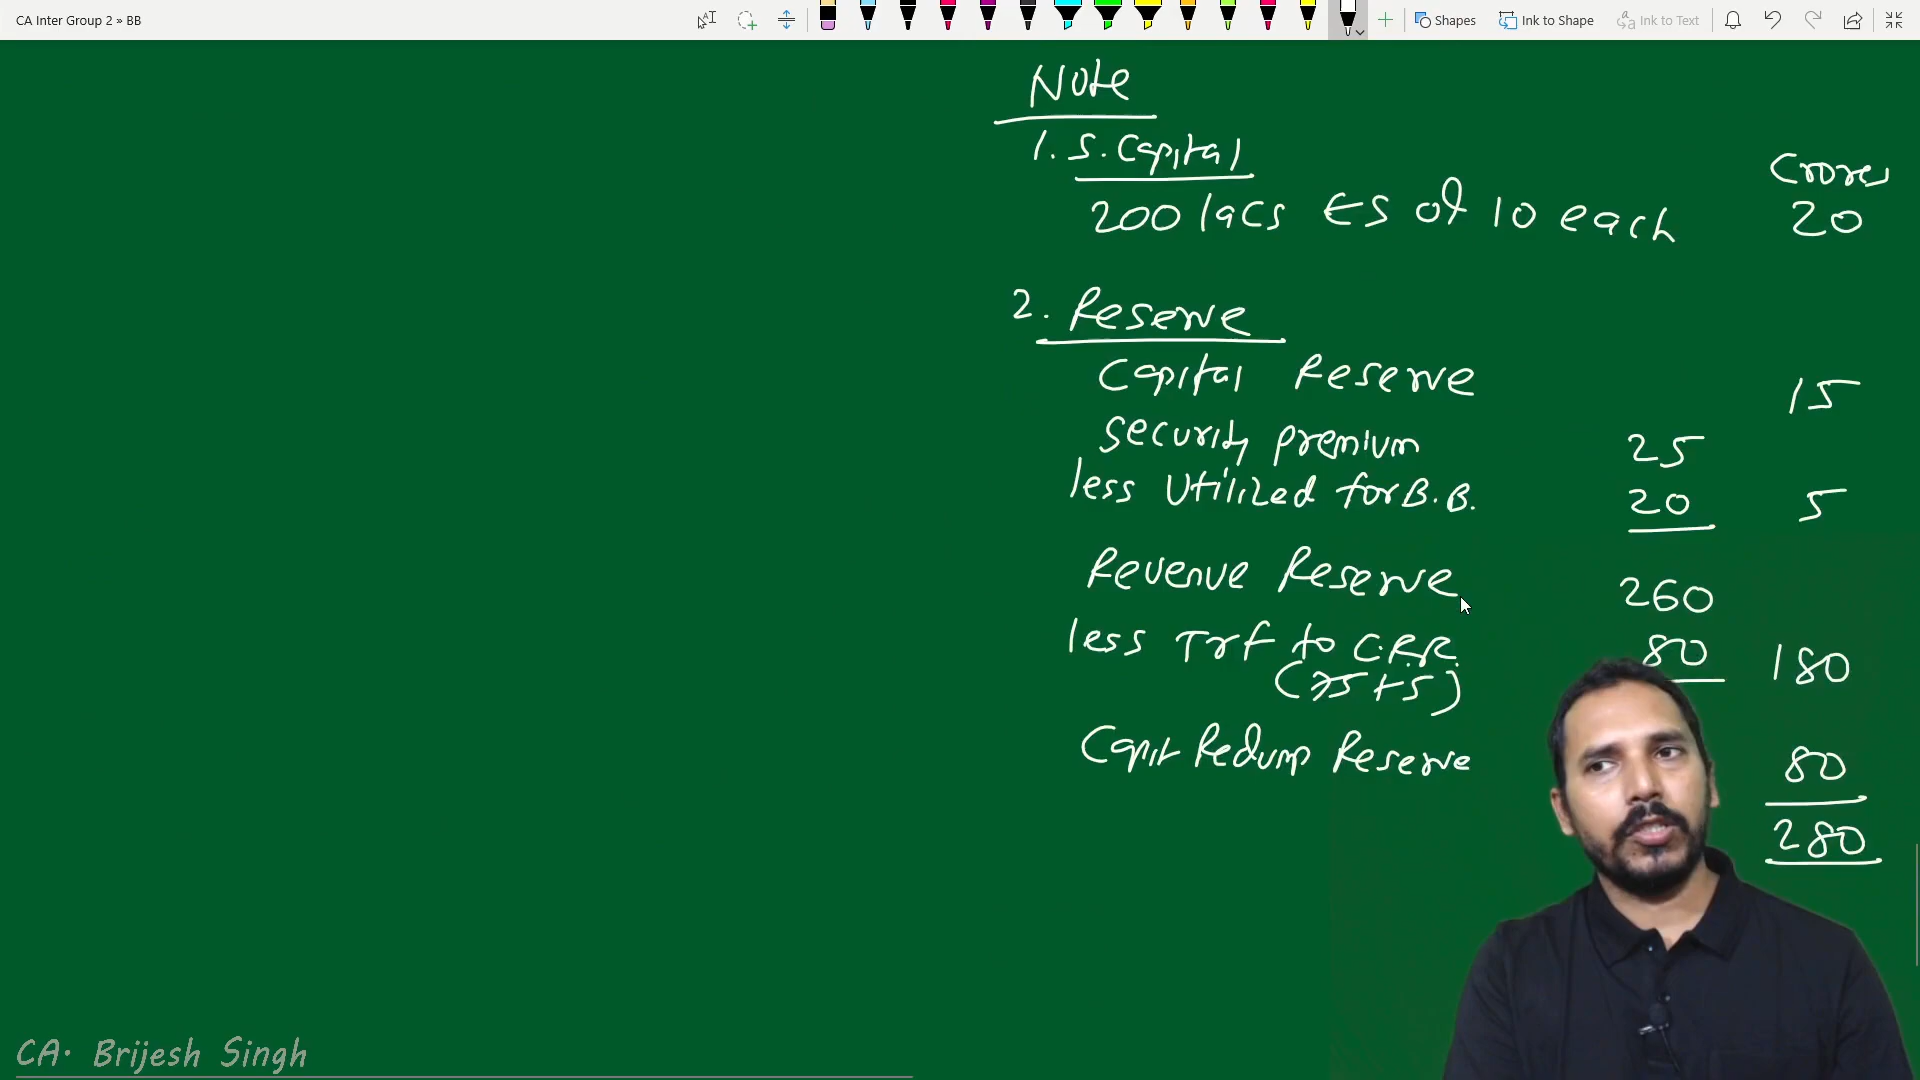 CA Inter Group 2 » BB
Shapes
Ink to Shape
Ink to Text
Note
1. S. Capital
Crores
200 lacs ES of 10 each 20
2. Reserve
Capital Reserve 15
Security premium 25
less Utilized for B.B. 20 5
Revenue Reserve 260
less Trf to C.R.R. 80 180
(75+5)
Capit Redump Reserve 80
280
CA. Brijesh Singh